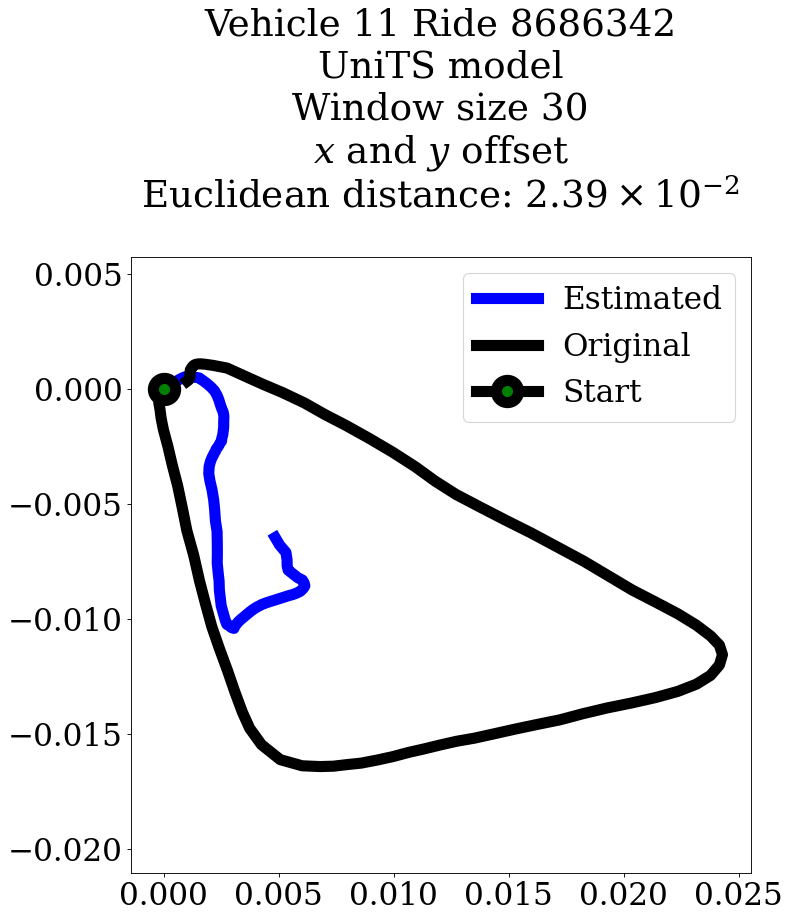 Vehicle 11 Ride 8686342
UniTS model
Window size 30
x and y offset
Euclidean distance: 2.39 × 10⁻²
0.005
0.000
−0.005
−0.010
−0.015
−0.020
Estimated
Original
Start
0.000 0.005 0.010 0.015 0.020 0.025